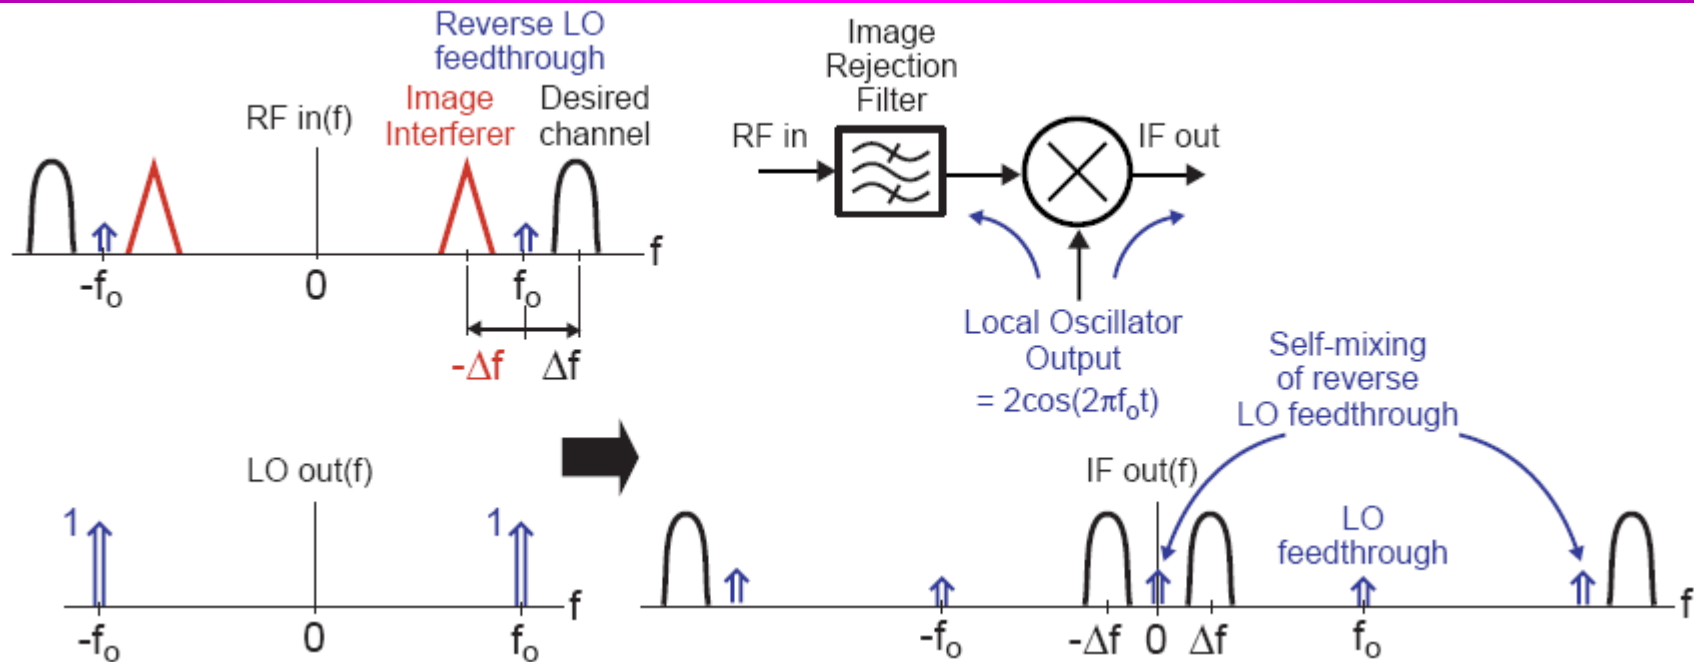 Reverse LO
feedthrough
Image
Interferer
Desired
channel
RF in(f)
-fₒ
0
fₒ
f
-Δf
Δf
Image
Rejection
Filter
RF in
IF out
Local Oscillator
Output
= 2cos(2πfₒt)
Self-mixing
of reverse
LO feedthrough
LO out(f)
1
1
-fₒ
0
fₒ
f
IF out(f)
LO
feedthrough
-fₒ
-Δf
0
Δf
fₒ
f